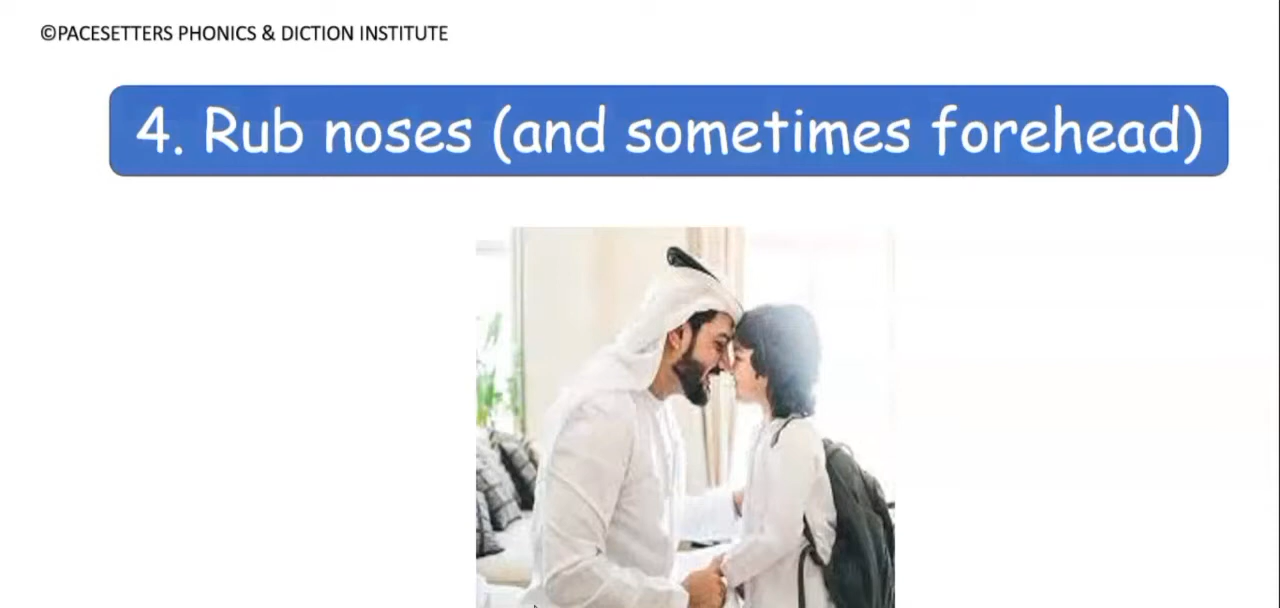 ©PACESETTERS PHONICS & DICTION INSTITUTE
4. Rub noses (and sometimes forehead)